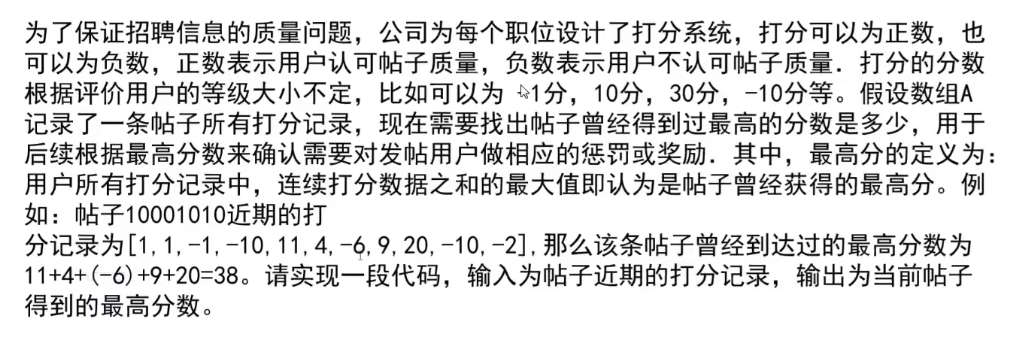 为了保证招聘信息的质量问题，公司为每个职位设计了打分系统，打分可以为正数，也
可以为负数，正数表示用户认可帖子质量，负数表示用户不认可帖子质量．打分的分数
根据评价用户的等级大小不定，比如可以为 -1分，10分，30分，-10分等。假设数组A
记录了一条帖子所有打分记录，现在需要找出帖子曾经得到过最高的分数是多少，用于
后续根据最高分数来确认需要对发帖用户做相应的惩罚或奖励．其中，最高分的定义为：
用户所有打分记录中，连续打分数据之和的最大值即认为是帖子曾经获得的最高分。例
如：帖子10001010近期的打
分记录为[1,1,-1,-10,11,4,-6,9,20,-10,-2],那么该条帖子曾经到达过的最高分数为
11+4+(-6)+9+20=38。请实现一段代码，输入为帖子近期的打分记录，输出为当前帖子
得到的最高分数。